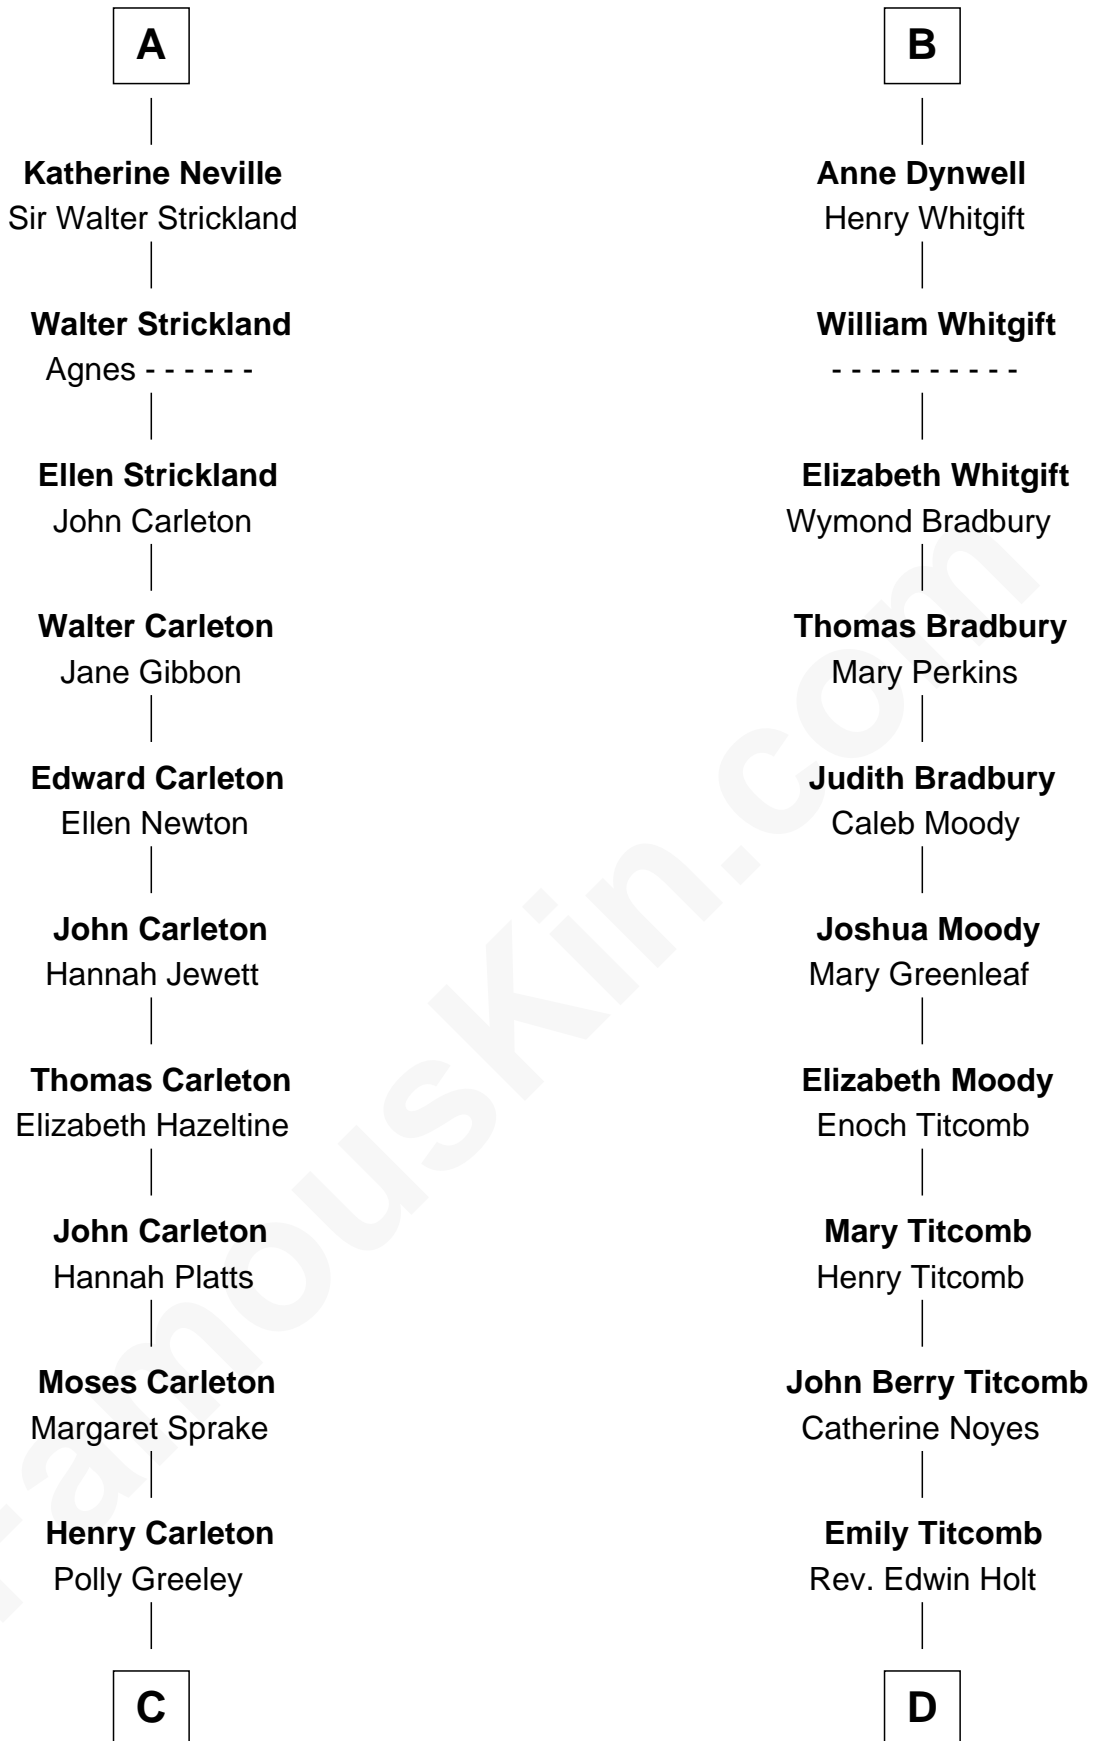 A
Katherine Neville
Sir Walter Strickland
Walter Strickland
Agnes - - - - - -
Ellen Strickland
John Carleton
Walter Carleton
Jane Gibbon
Edward Carleton
Ellen Newton
John Carleton
Hannah Jewett
Thomas Carleton
Elizabeth Hazeltine
John Carleton
Hannah Platts
Moses Carleton
Margaret Sprake
Henry Carleton
Polly Greeley
C
B
Anne Dynwell
Henry Whitgift
William Whitgift
- - - - - - - - - -
Elizabeth Whitgift
Wymond Bradbury
Thomas Bradbury
Mary Perkins
Judith Bradbury
Caleb Moody
Joshua Moody
Mary Greenleaf
Elizabeth Moody
Enoch Titcomb
Mary Titcomb
Henry Titcomb
John Berry Titcomb
Catherine Noyes
Emily Titcomb
Rev. Edwin Holt
D
FamousKin.com